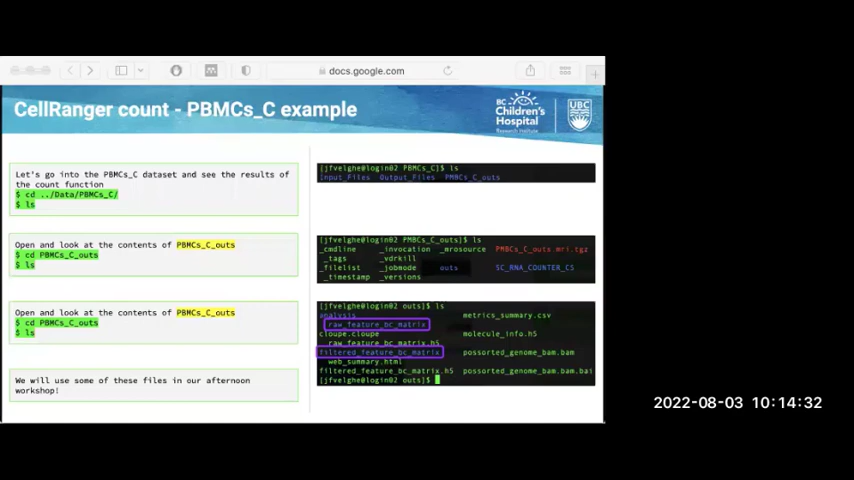 docs.google.com
CellRanger count - PBMCs_C example
BC
Children's
Hospital
Research Institute
UBC
Let's go into the PBMCs_C dataset and see the results of
the count function
$ cd ../Data/PBMCs_C/
$ ls
[jfvelghe@login02 PBMCs_C]$ ls
Input_Files Output_Files PBMCs_C_outs
Open and look at the contents of PBMCs_C_outs
$ cd PBMCs_C_outs
$ ls
[jfvelghe@login02 PBMCs_C_outs]$ ls
_cmdline _invocation _mrosource PBMCs_C_outs.mri.tgz
_tags _vdrkill
_filelist _jobmode outs SC_RNA_COUNTER_CS
_timestamp _versions
Open and look at the contents of PBMCs_C_outs
$ cd PBMCs_C_outs
$ ls
[jfvelghe@login02 outs]$ ls
analysis metrics_summary.csv
raw_feature_bc_matrix
cloupe.cloupe molecule_info.h5
raw_feature_bc_matrix.h5
filtered_feature_bc_matrix possorted_genome_bam.bam
web_summary.html
filtered_feature_bc_matrix.h5 possorted_genome_bam.bam.bai
[jfvelghe@login02 outs]$
We will use some of these files in our afternoon
workshop!
2022-08-03 10:14:32